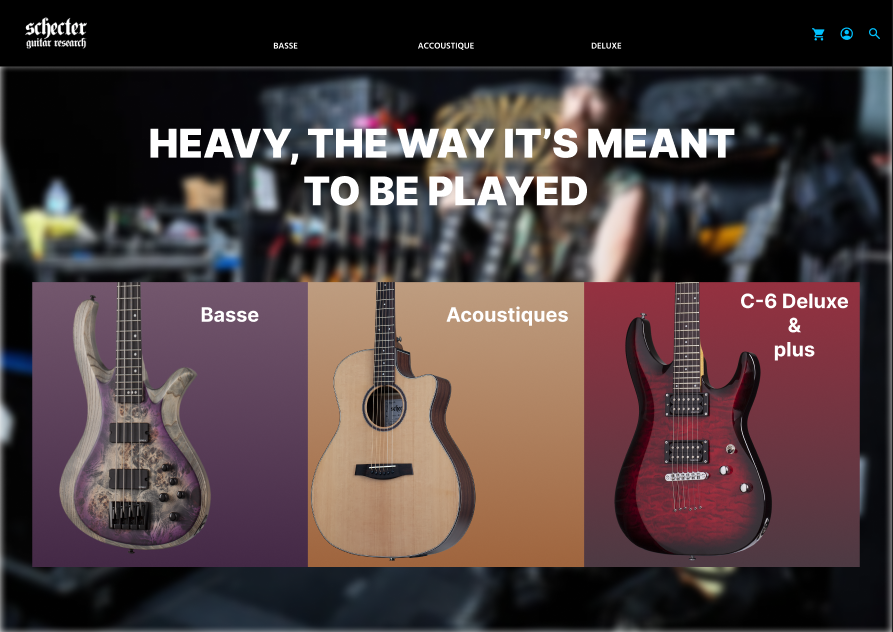 schecter
guitar research
BASSE
ACCOUSTIQUE
DELUXE
HEAVY, THE WAY IT’S MEANT
TO BE PLAYED
Basse
Acoustiques
C-6 Deluxe
&
plus